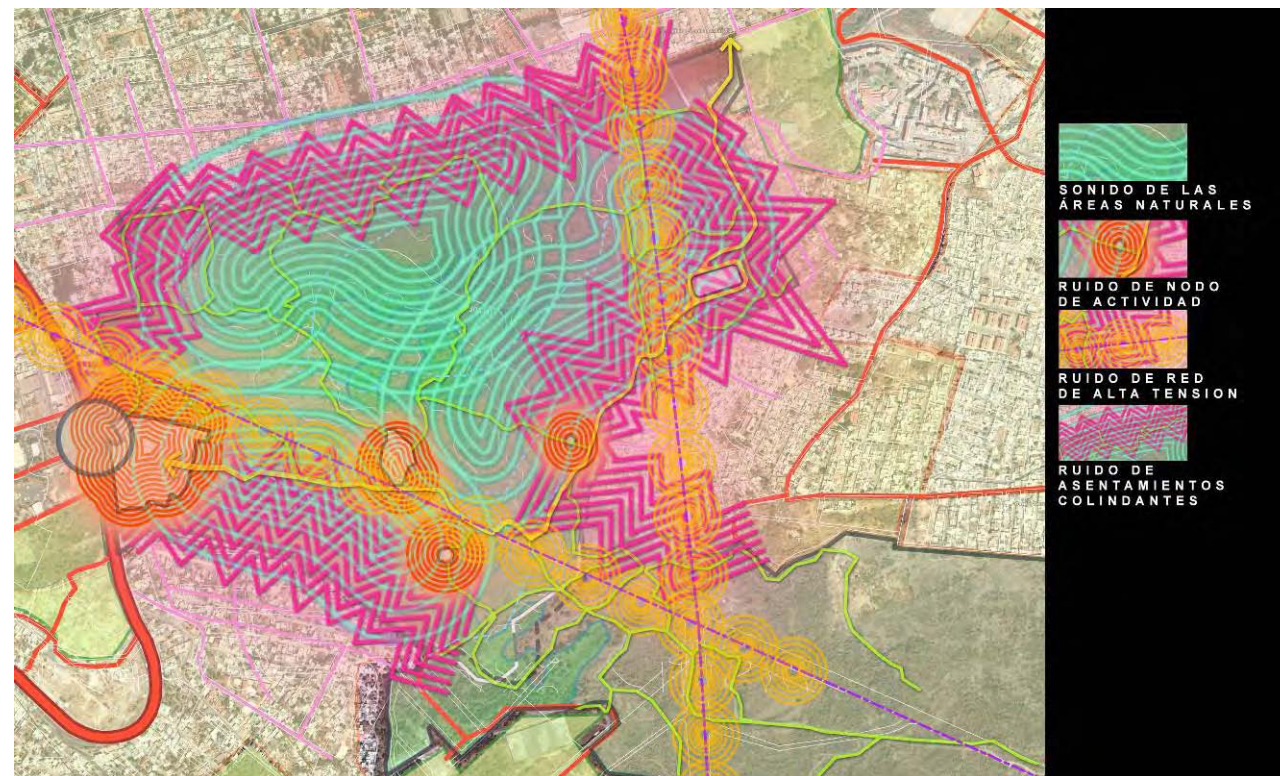 SONIDO DE LAS
ÁREAS NATURALES
RUIDO DE NODO
DE ACTIVIDAD
RUIDO DE RED
DE ALTA TENSION
RUIDO DE
ASENTAMIENTOS
COLINDANTES